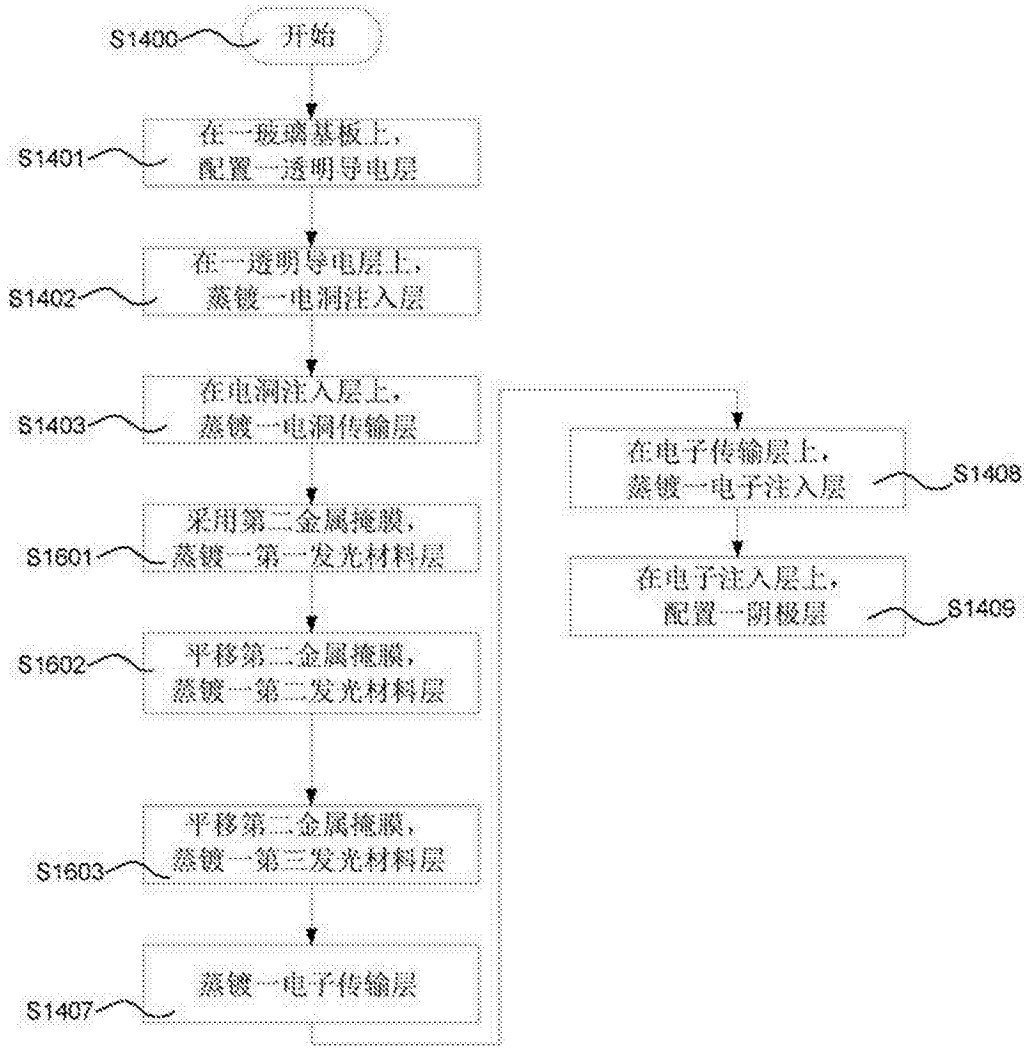 S1400
开始
S1401
在一玻璃基板上，
配置一透明导电层
S1402
在一透明导电层上，
蒸镀一电洞注入层
S1403
在电洞注入层上，
蒸镀一电洞传输层
S1601
采用第二金属掩膜，
蒸镀一第一发光材料层
S1602
平移第二金属掩膜，
蒸镀一第二发光材料层
S1603
平移第二金属掩膜，
蒸镀一第三发光材料层
S1407
蒸镀一电子传输层
在电子传输层上，
蒸镀一电子注入层
S1408
在电子注入层上，
配置一阴极层
S1409